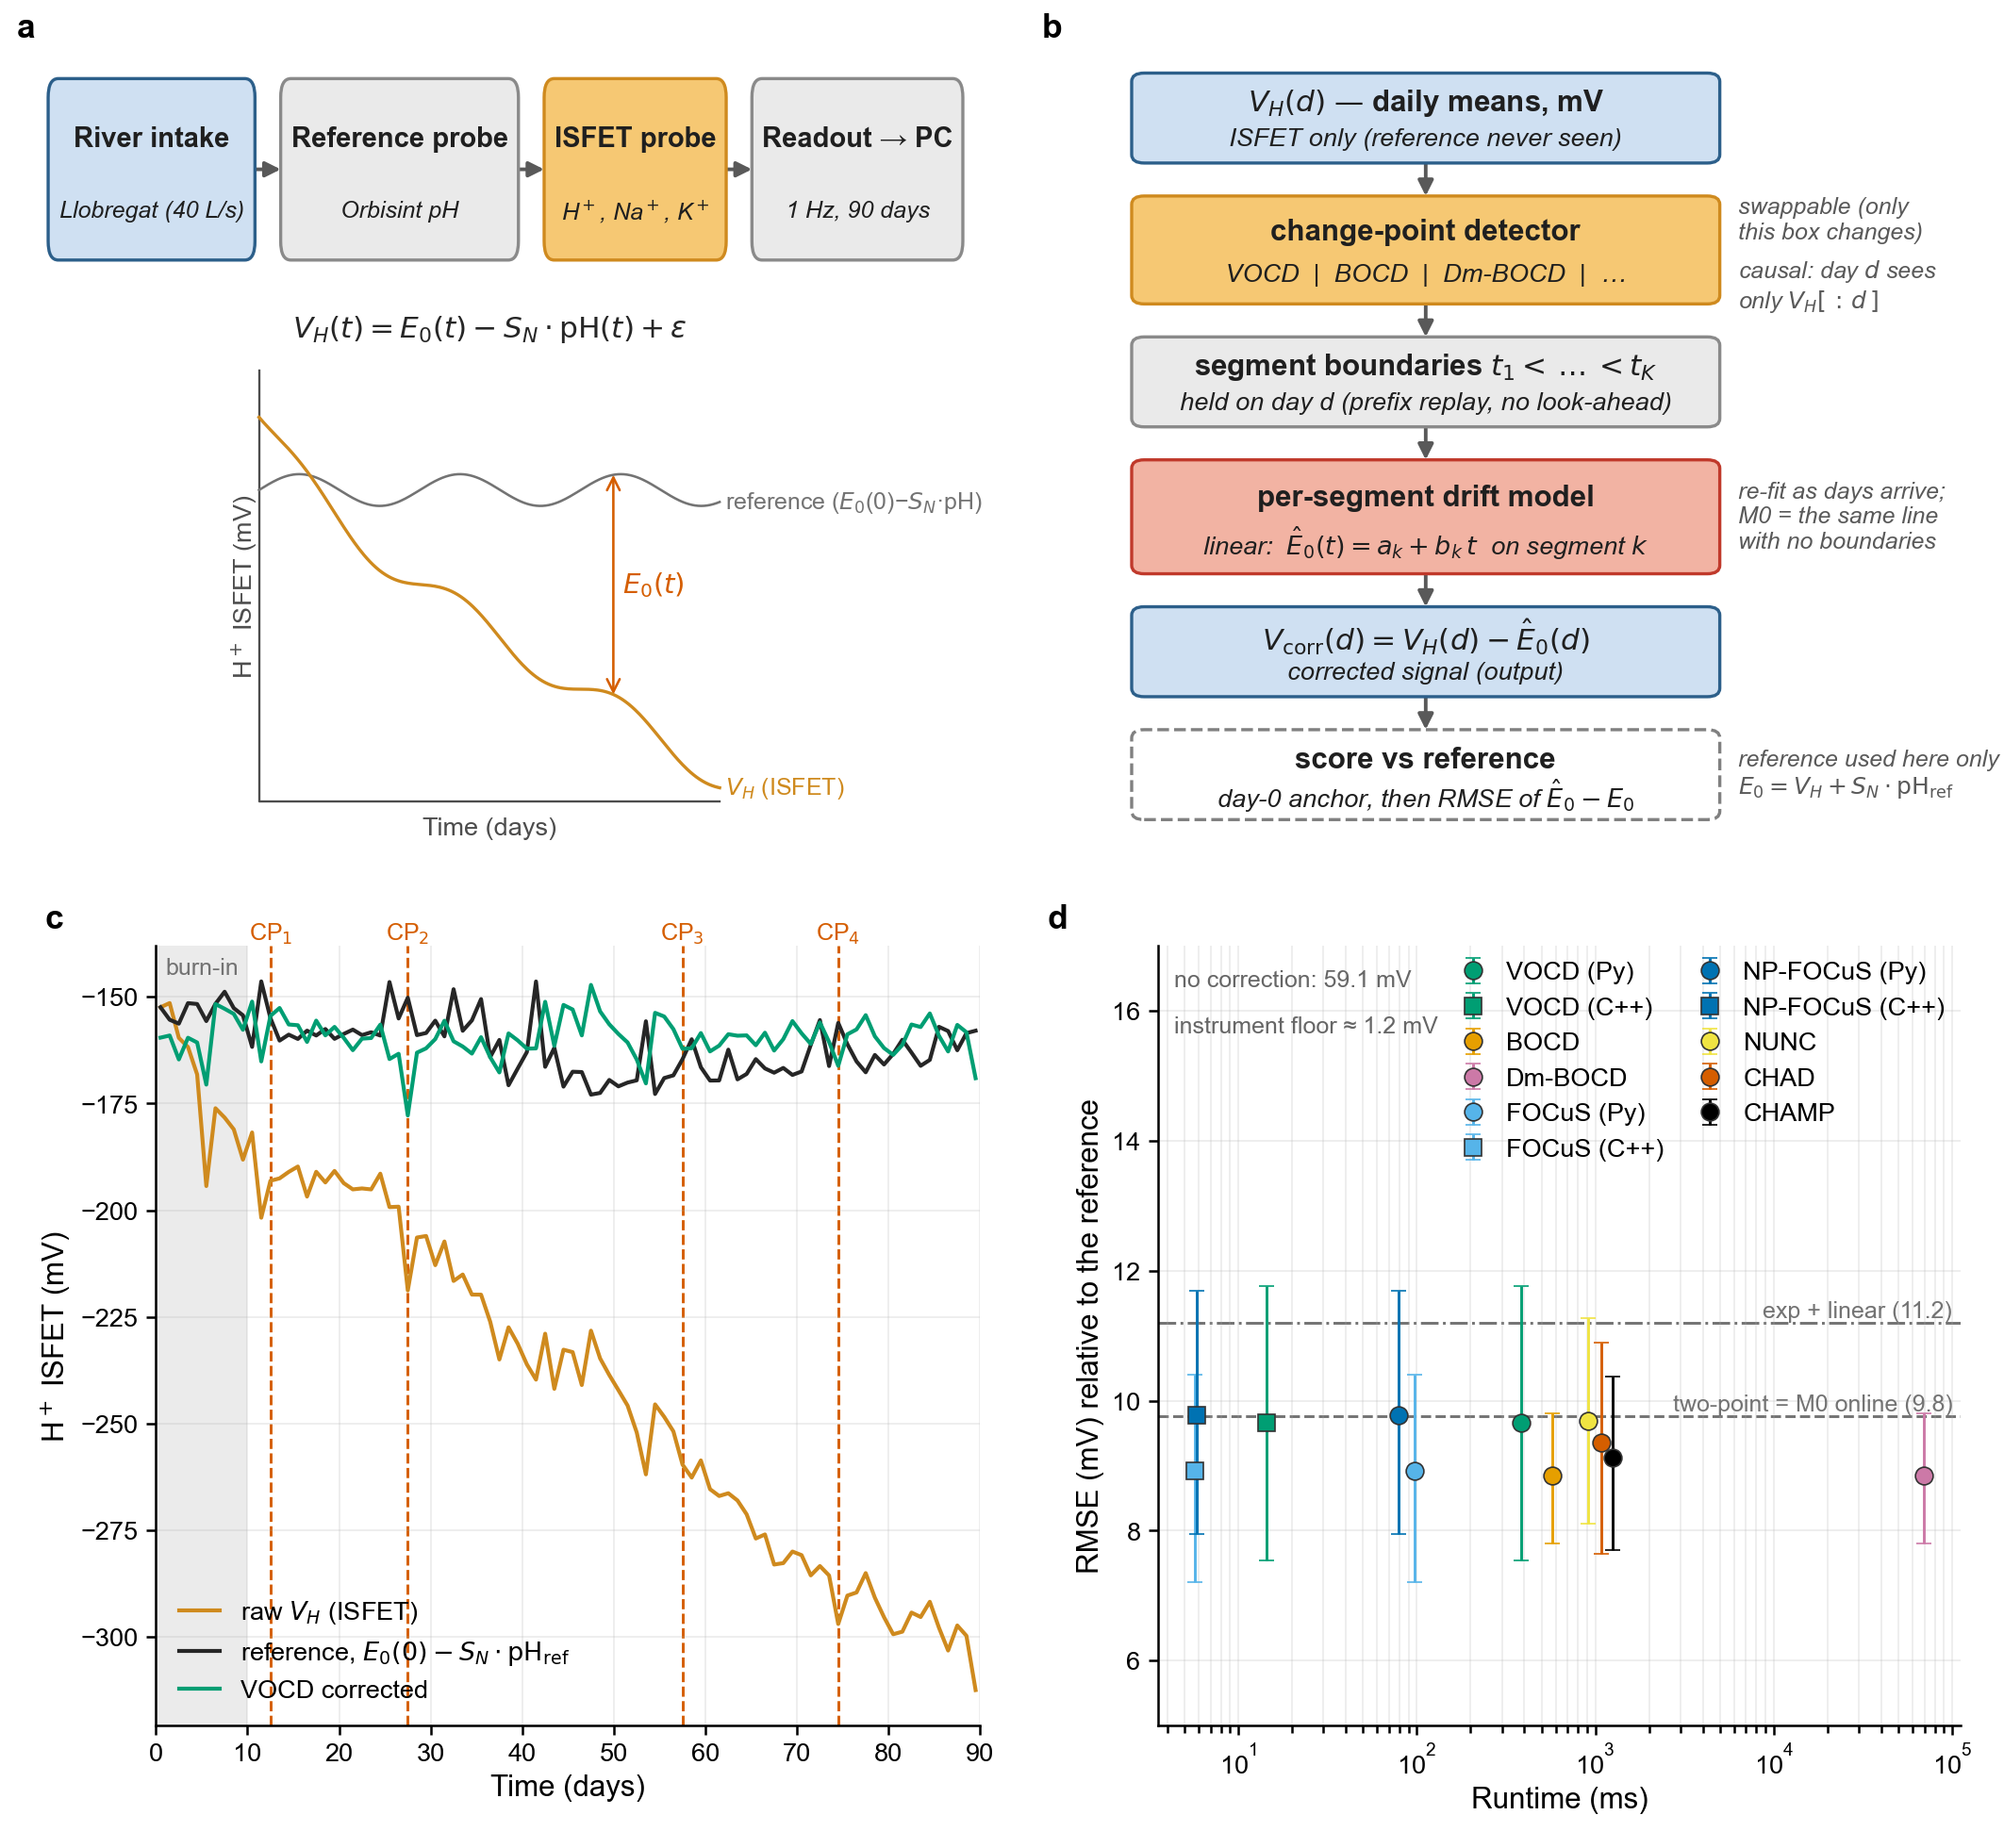 a
River intake
Llobregat (40 L/s)
Reference probe
Orbisint pH
ISFET probe
H⁺, Na⁺, K⁺
Readout → PC
1 Hz, 90 days
V_H(t) = E₀(t) − S_N · pH(t) + ε
H⁺ ISFET (mV)
reference (E₀(0)−S_N·pH)
E₀(t)
V_H (ISFET)
Time (days)
b
V_H(d) — daily means, mV
ISFET only (reference never seen)
change-point detector
VOCD | BOCD | Dm-BOCD | …
swappable (only
this box changes)
causal: day d sees
only V_H[ : d ]
segment boundaries t₁ < … < t_K
held on day d (prefix replay, no look-ahead)
per-segment drift model
linear: Ê₀(t) = a_k + b_k t on segment k
re-fit as days arrive;
M0 = the same line
with no boundaries
V_corr(d) = V_H(d) − Ê₀(d)
corrected signal (output)
score vs reference
day-0 anchor, then RMSE of Ê₀ − E₀
reference used here only
E₀ = V_H + S_N · pH_ref
c
CP₁
CP₂
CP₃
CP₄
burn-in
−150
−175
−200
−225
−250
−275
−300
H⁺ ISFET (mV)
raw V_H (ISFET)
reference, E₀(0) − S_N · pH_ref
VOCD corrected
0 10 20 30 40 50 60 70 80 90
Time (days)
d
no correction: 59.1 mV
instrument floor ≈ 1.2 mV
VOCD (Py)
VOCD (C++)
BOCD
Dm-BOCD
FOCuS (Py)
FOCuS (C++)
NP-FOCuS (Py)
NP-FOCuS (C++)
NUNC
CHAD
CHAMP
exp + linear (11.2)
two-point = M0 online (9.8)
16
14
12
10
8
6
RMSE (mV) relative to the reference
10¹ 10² 10³ 10⁴ 10⁵
Runtime (ms)